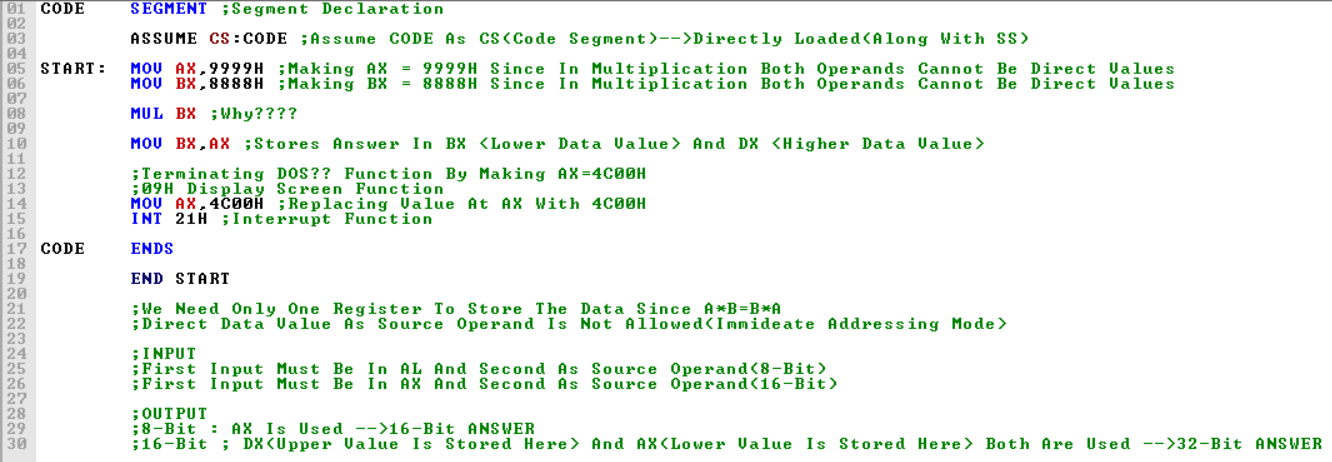 01 CODE SEGMENT ;Segment Declaration
02
03 ASSUME CS:CODE ;Assume CODE As CS(Code Segment)-->Directly Loaded(Along With SS)
04
05 START: MOV AX,9999H ;Making AX = 9999H Since In Multiplication Both Operands Cannot Be Direct Values
06 MOV BX,8888H ;Making BX = 8888H Since In Multiplication Both Operands Cannot Be Direct Values
07
08 MUL BX ;Why????
09
10 MOV BX,AX ;Stores Answer In BX (Lower Data Value) And DX (Higher Data Value)
11
12 ;Terminating DOS?? Function By Making AX=4C00H
13 ;09H Display Screen Function
14 MOV AX,4C00H ;Replacing Value At AX With 4C00H
15 INT 21H ;Interrupt Function
16
17 CODE ENDS
18
19 END START
20
21 ;We Need Only One Register To Store The Data Since A*B=B*A
22 ;Direct Data Value As Source Operand Is Not Allowed(Immideate Addressing Mode)
23
24 ;INPUT
25 ;First Input Must Be In AL And Second As Source Operand(8-Bit)
26 ;First Input Must Be In AX And Second As Source Operand(16-Bit)
27
28 ;OUTPUT
29 ;8-Bit : AX Is Used -->16-Bit ANSWER
30 ;16-Bit ; DX(Upper Value Is Stored Here) And AX(Lower Value Is Stored Here) Both Are Used -->32-Bit ANSWER